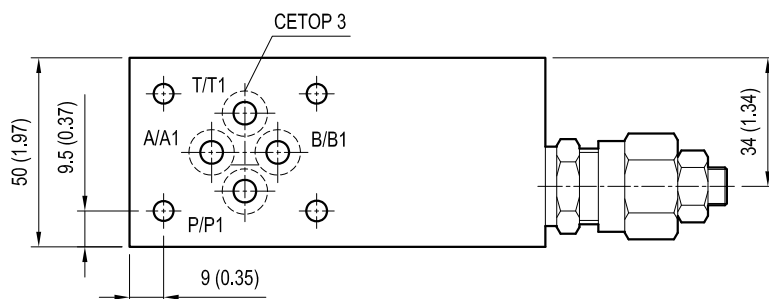 CETOP 3
T/T1
A/A1
B/B1
P/P1
50 (1.97)
9.5 (0.37)
34 (1.34)
9 (0.35)